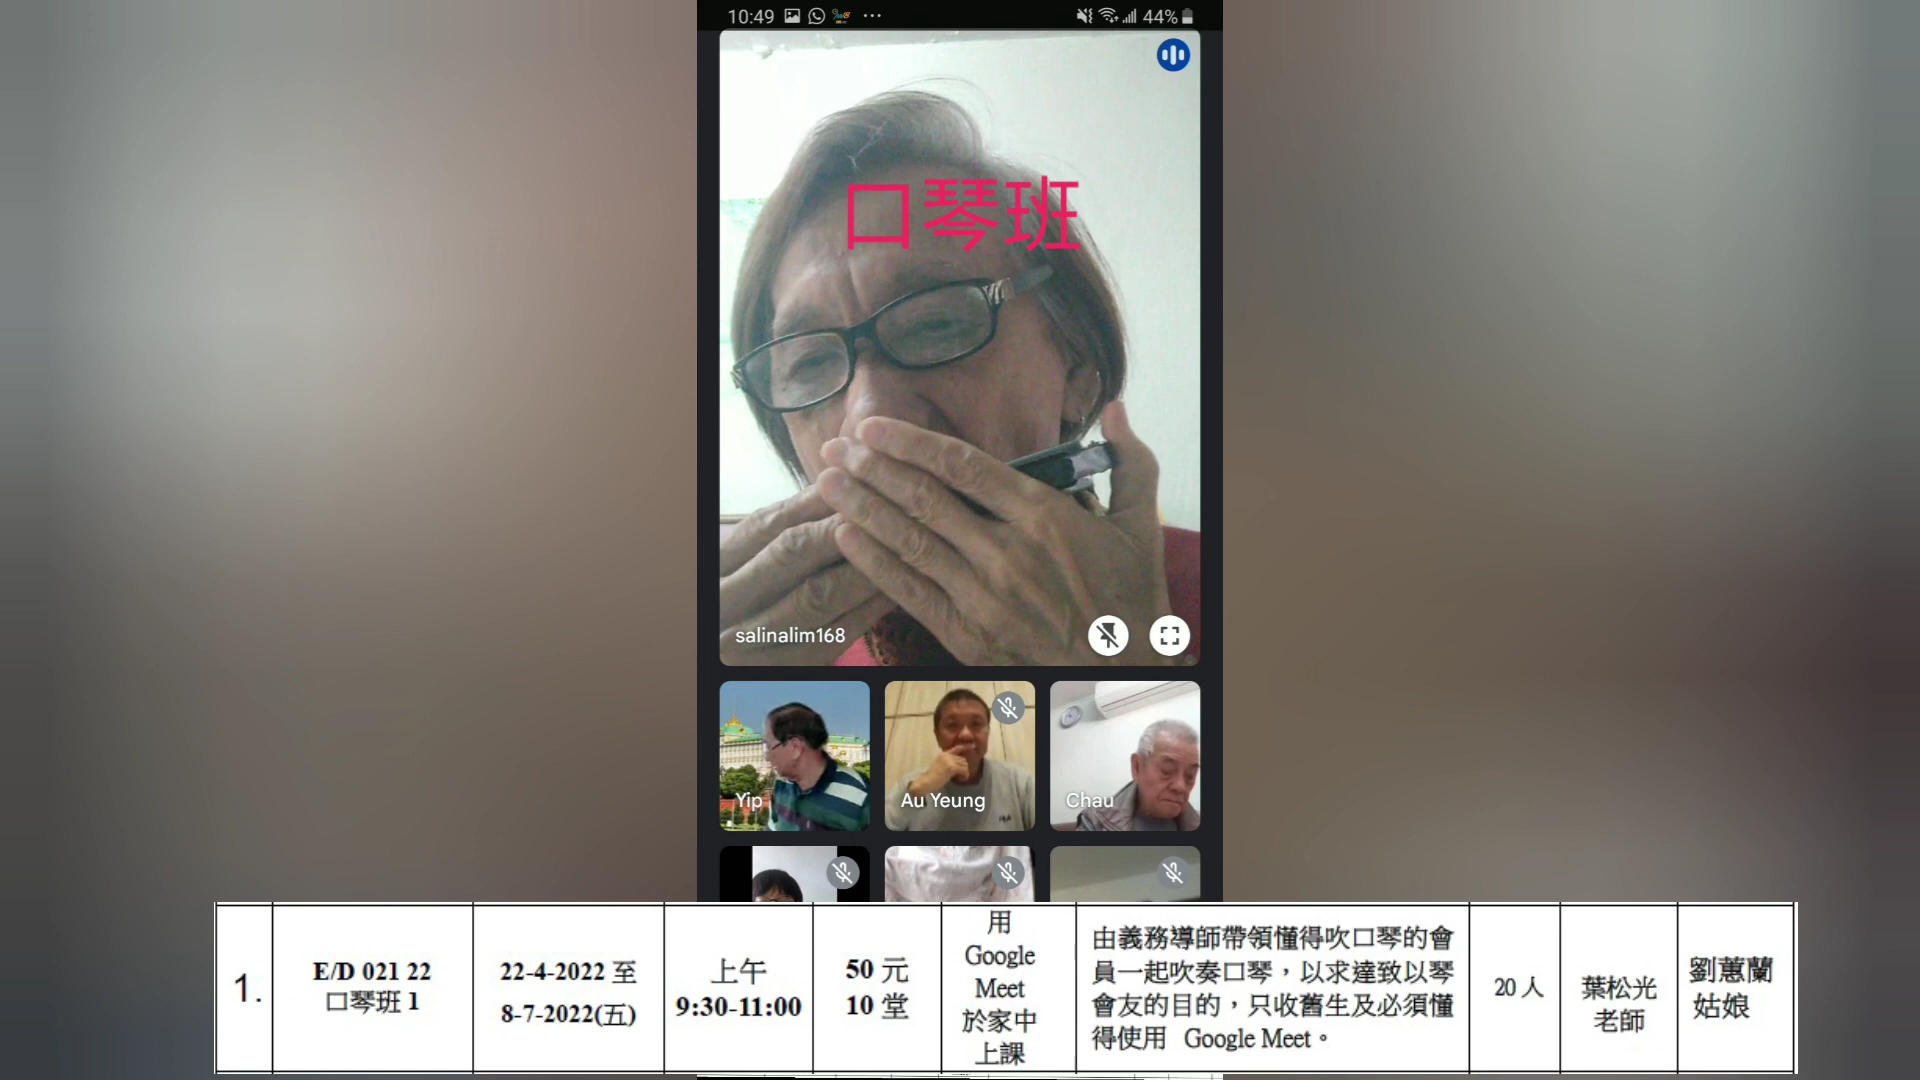 10:49
44%
口琴班
salinalim168
Yip
Au Yeung
Chau
1.
E/D 021 22
口琴班 1
22-4-2022 至
8-7-2022(五)
上午
9:30-11:00
50 元
10 堂
用
Google
Meet
於家中
上課
由義務導師帶領懂得吹口琴的會
員一起吹奏口琴，以求達致以琴
會友的目的，只收舊生及必須懂
得使用 Google Meet。
20 人
葉松光
老師
劉蕙蘭
姑娘